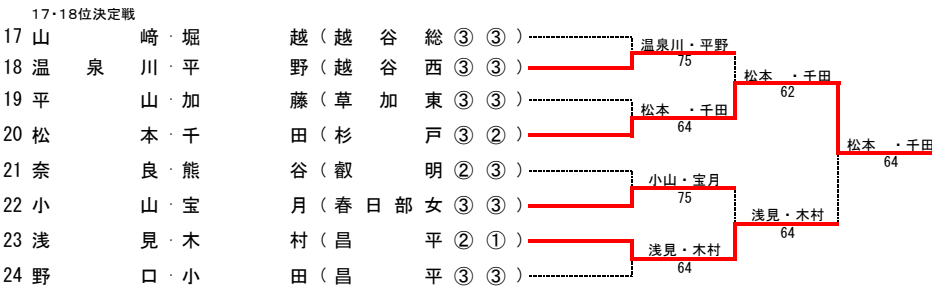 17・18位決定戦
17 山 﨑・堀 越 ( 越 谷 総 ③ ③ )
18 温 泉 川・平 野 ( 越 谷 西 ③ ③ )
19 平 山・加 藤 ( 草 加 東 ③ ③ )
20 松 本・千 田 ( 杉 戸 ③ ② )
21 奈 良・熊 谷 ( 叡 明 ② ③ )
22 小 山・宝 月 ( 春 日 部 女 ③ ③ )
23 浅 見・木 村 ( 昌 平 ② ① )
24 野 口・小 田 ( 昌 平 ③ ③ )
温泉川・平野
75
松本 ・千田
64
小山・宝月
75
浅見・木村
64
松本 ・千田
62
浅見・木村
64
松本 ・千田
64